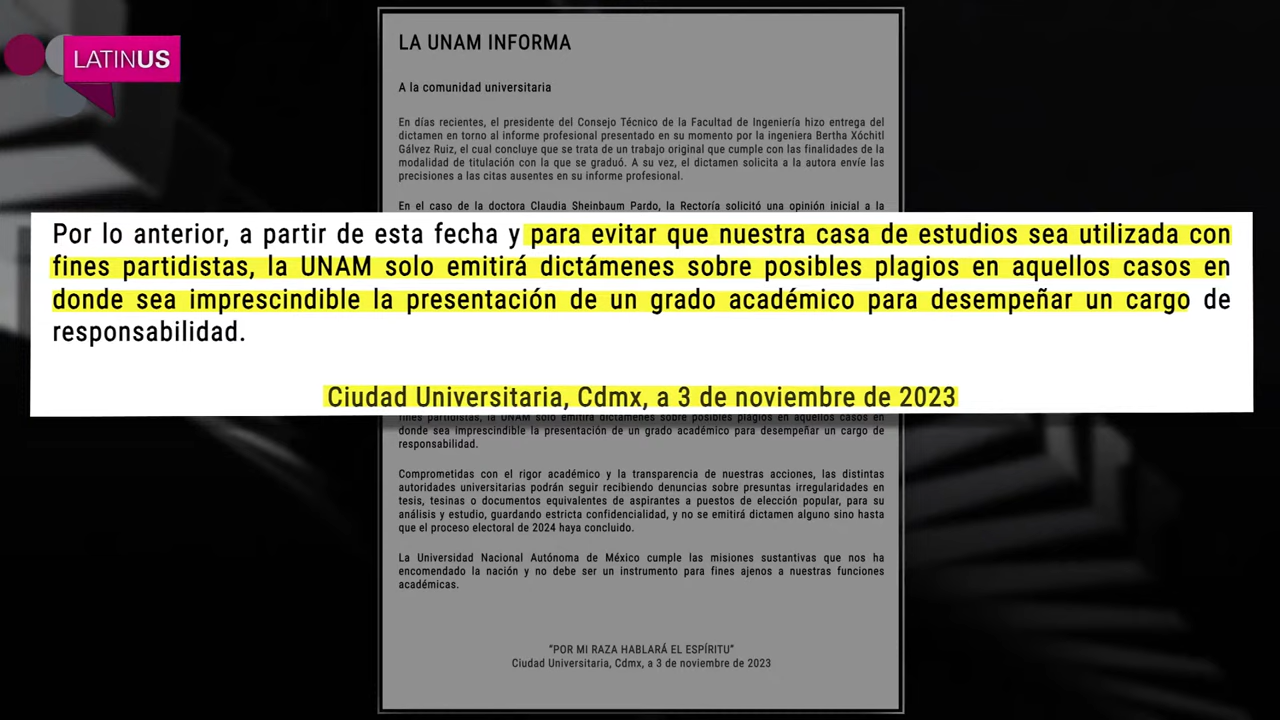 LATINUS
LA UNAM INFORMA
A la comunidad universitaria
En días recientes, el presidente del Consejo Técnico de la Facultad de Ingeniería hizo entrega del
dictamen en torno al informe profesional presentado en su momento por la ingeniera Bertha Xóchitl
Gálvez Ruiz, el cual concluye que se trata de un trabajo original que cumple con las finalidades de la
modalidad de titulación con la que se graduó. A su vez, el dictamen solicita a la autora envíe las
precisiones a las citas ausentes en su informe profesional.
En el caso de la doctora Claudia Sheinbaum Pardo, la Rectoría solicitó una opinión inicial a la
Por lo anterior, a partir de esta fecha y para evitar que nuestra casa de estudios sea utilizada con
fines partidistas, la UNAM solo emitirá dictámenes sobre posibles plagios en aquellos casos en
donde sea imprescindible la presentación de un grado académico para desempeñar un cargo de
responsabilidad.
Ciudad Universitaria, Cdmx, a 3 de noviembre de 2023
fines partidistas, la UNAM solo emitirá dictámenes sobre posibles plagios en aquellos casos en
donde sea imprescindible la presentación de un grado académico para desempeñar un cargo de
responsabilidad.
Comprometidas con el rigor académico y la transparencia de nuestras acciones, las distintas
autoridades universitarias podrán seguir recibiendo denuncias sobre presuntas irregularidades en
tesis, tesinas o documentos equivalentes de aspirantes a puestos de elección popular, para su
análisis y estudio, guardando estricta confidencialidad, y no se emitirá dictamen alguno sino hasta
que el proceso electoral de 2024 haya concluido.
La Universidad Nacional Autónoma de México cumple las misiones sustantivas que nos ha
encomendado la nación y no debe ser un instrumento para fines ajenos a nuestras funciones
académicas.
"POR MI RAZA HABLARÁ EL ESPÍRITU"
Ciudad Universitaria, Cdmx, a 3 de noviembre de 2023